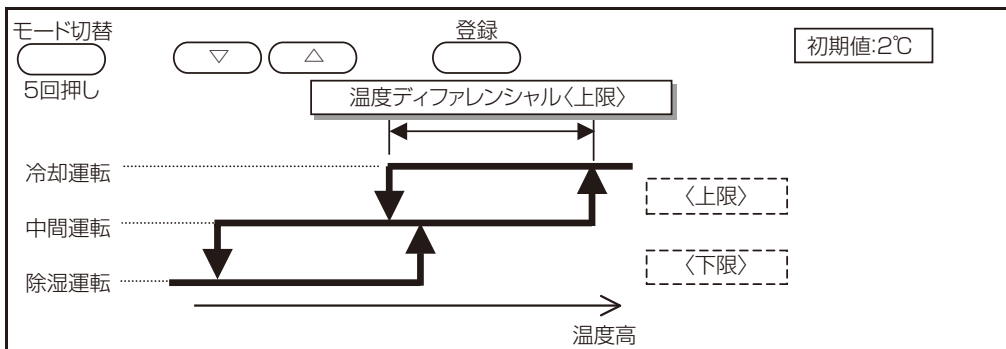 モード切替
登録
初期値:2℃
▽
△
5回押し
温度ディファレンシャル〈上限〉
冷却運転
〈上限〉
中間運転
〈下限〉
除湿運転
温度高